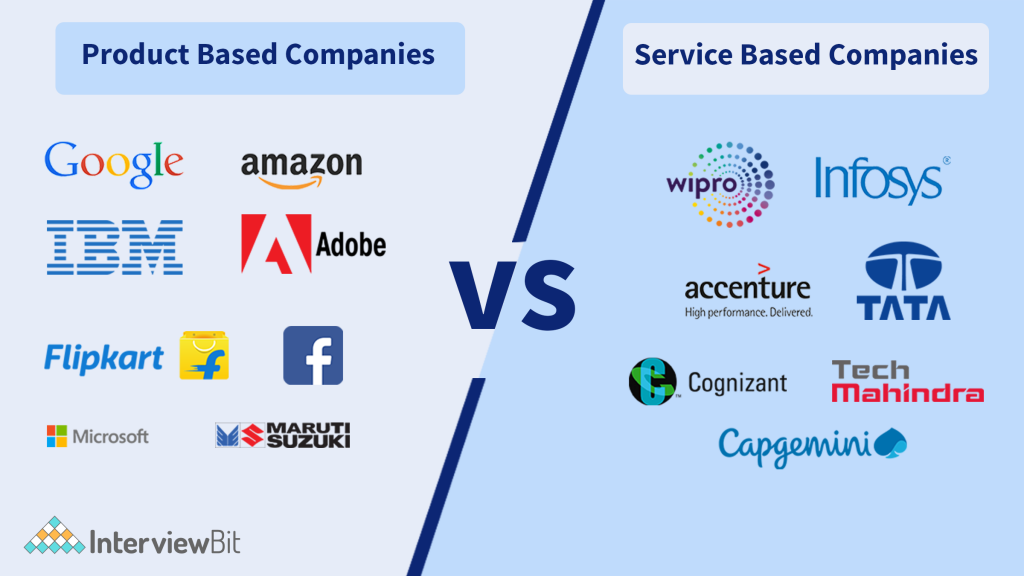 Product Based Companies
Service Based Companies
Google
amazon
IBM
Adobe
Flipkart
f
f
Microsoft
MARUTI
SUZUKI
VS
wipro
Infosys®
accenture
High performance. Delivered.
TATA
C
Cognizant
TM
Tech
Mahindra
Capgemini
InterviewBit